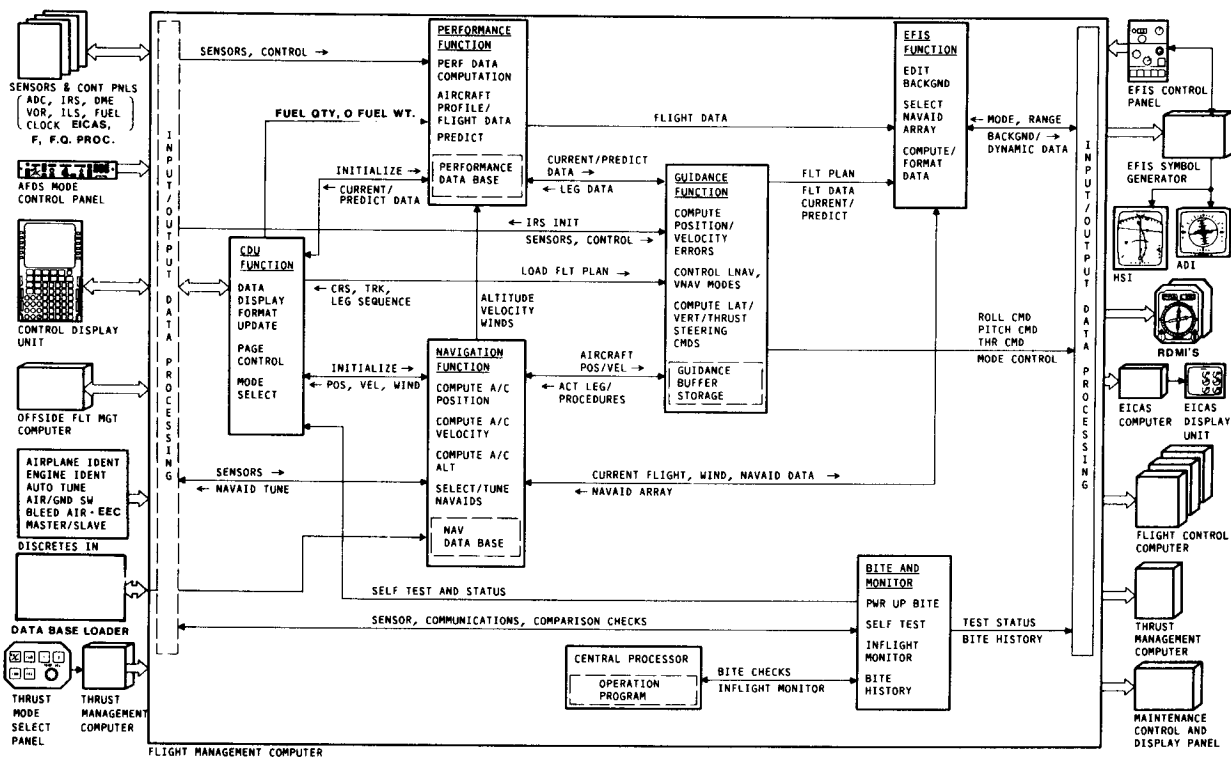 SENSORS & CONT PNLS
ADC, IRS, DME
VOR, ILS, FUEL
CLOCK EICAS,
F, F.Q. PROC.
AFDS MODE
CONTROL PANEL
CONTROL DISPLAY
UNIT
OFFSIDE FLT MGT
COMPUTER
AIRPLANE IDENT
ENGINE IDENT
AUTO TUNE
AIR/GND SW
BLEED AIR · EEC
MASTER/SLAVE
DISCRETES IN
DATA BASE LOADER
THRUST
MODE
SELECT
PANEL
THRUST
MANAGEMENT
COMPUTER
INPUT/OUTPUT DATA PROCESSING
SENSORS, CONTROL →
FUEL QTY, O FUEL WT.
INITIALIZE →
← CURRENT/
PREDICT DATA
PERFORMANCE
FUNCTION
PERF DATA
COMPUTATION
AIRCRAFT
PROFILE/
FLIGHT DATA
PREDICT
PERFORMANCE
DATA BASE
FLIGHT DATA
CURRENT/PREDICT
DATA →
← LEG DATA
← IRS INIT
SENSORS, CONTROL →
CDU
FUNCTION
DATA
DISPLAY
FORMAT
UPDATE
PAGE
CONTROL
MODE
SELECT
LOAD FLT PLAN →
← CRS, TRK,
LEG SEQUENCE
ALTITUDE
VELOCITY
WINDS
INITIALIZE →
← POS, VEL, WIND
NAVIGATION
FUNCTION
COMPUTE A/C
POSITION
COMPUTE A/C
VELOCITY
COMPUTE A/C
ALT
SELECT/TUNE
NAVAIDS
NAV
DATA BASE
AIRCRAFT
POS/VEL →
← ACT LEG/
PROCEDURES
GUIDANCE
FUNCTION
COMPUTE
POSITION/
VELOCITY
ERRORS
CONTROL LNAV,
VNAV MODES
COMPUTE LAT/
VERT/THRUST
STEERING
CMDS
GUIDANCE
BUFFER
STORAGE
FLT PLAN
FLT DATA
CURRENT/
PREDICT
EFIS
FUNCTION
EDIT
BACKGND
SELECT
NAVAID
ARRAY
COMPUTE/
FORMAT
DATA
← MODE, RANGE
BACKGND/ →
DYNAMIC DATA
ROLL CMD
PITCH CMD
THR CMD
MODE CONTROL
SENSORS →
← NAVAID TUNE
CURRENT FLIGHT, WIND, NAVAID DATA →
← NAVAID ARRAY
SELF TEST AND STATUS
SENSOR, COMMUNICATIONS, COMPARISON CHECKS
CENTRAL PROCESSOR
OPERATION
PROGRAM
BITE CHECKS
INFLIGHT MONITOR
BITE AND
MONITOR
PWR UP BITE
SELF TEST
INFLIGHT
MONITOR
BITE
HISTORY
TEST STATUS
BITE HISTORY
INPUT/OUTPUT DATA PROCESSING
FLIGHT MANAGEMENT COMPUTER
EFIS CONTROL
PANEL
EFIS SYMBOL
GENERATOR
HSI
ADI
RDMI'S
EICAS
COMPUTER
EICAS
DISPLAY
UNIT
FLIGHT CONTROL
COMPUTER
THRUST
MANAGEMENT
COMPUTER
MAINTENANCE
CONTROL AND
DISPLAY PANEL